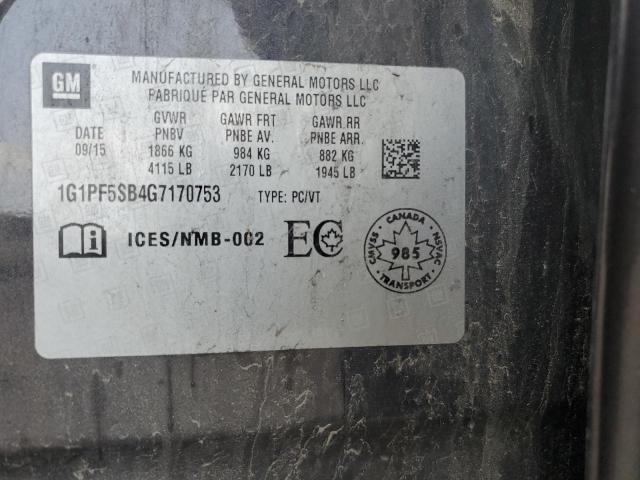 GM
MANUFACTURED BY GENERAL MOTORS LLC
FABRIQUÉ PAR GENERAL MOTORS LLC
DATE
09/15
GVWR
PNBV
1866 KG
4115 LB
GAWR FRT
PNBE AV.
984 KG
2170 LB
GAWR RR
PNBE ARR.
882 KG
1945 LB
1G1PF5SB4G7170753 TYPE: PC/VT
i ICES/NMB-002 EC
CANADA
CMVSS 985 NSVAC
TRANSPORT